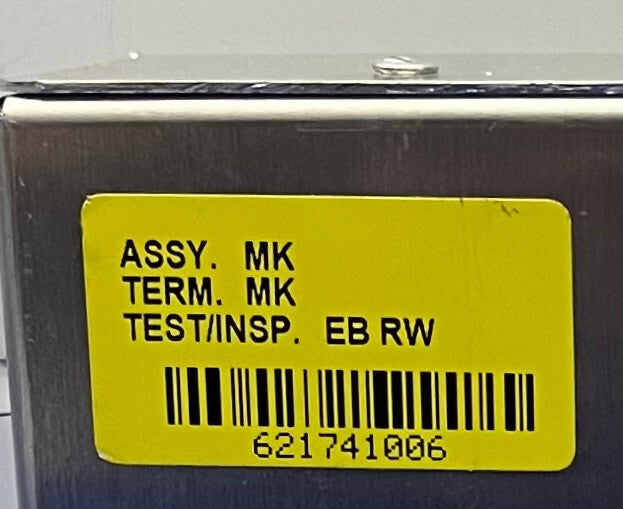 ASSY. MK
TERM. MK
TEST/INSP. EB RW
621741006